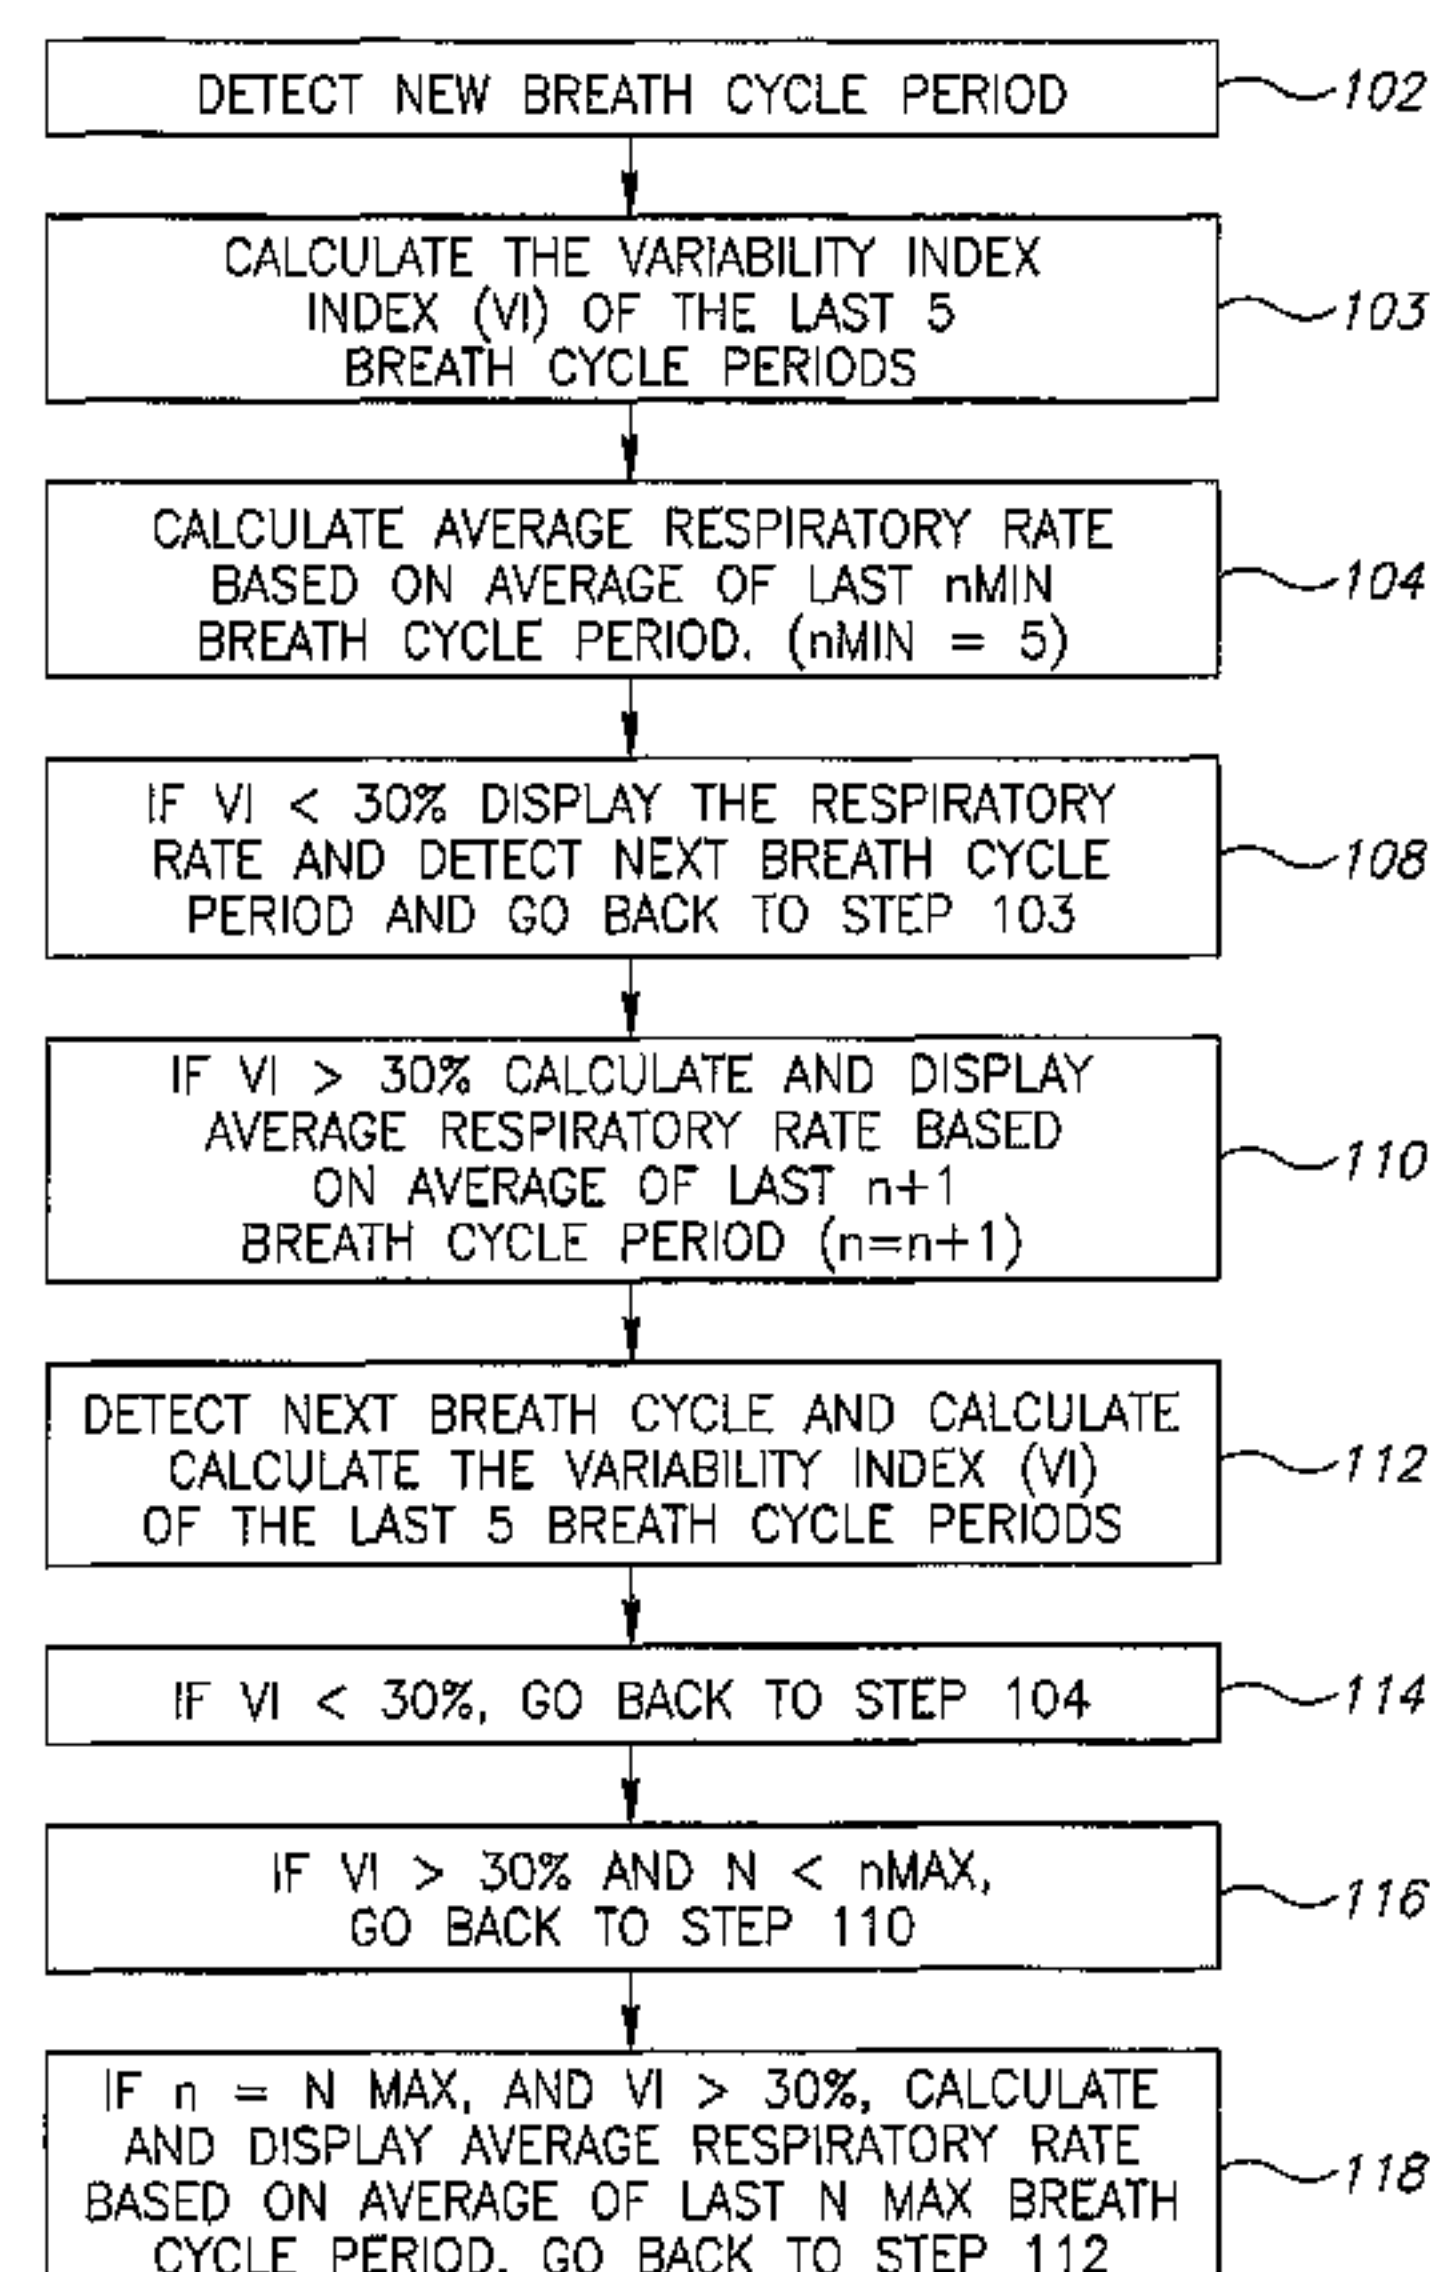 DETECT NEW BREATH CYCLE PERIOD
102
CALCULATE THE VARIABILITY INDEX
INDEX (VI) OF THE LAST 5
BREATH CYCLE PERIODS
103
CALCULATE AVERAGE RESPIRATORY RATE
BASED ON AVERAGE OF LAST nMIN
BREATH CYCLE PERIOD. (nMIN = 5)
104
IF VI < 30% DISPLAY THE RESPIRATORY
RATE AND DETECT NEXT BREATH CYCLE
PERIOD AND GO BACK TO STEP 103
108
IF VI > 30% CALCULATE AND DISPLAY
AVERAGE RESPIRATORY RATE BASED
ON AVERAGE OF LAST n+1
BREATH CYCLE PERIOD (n=n+1)
110
DETECT NEXT BREATH CYCLE AND CALCULATE
CALCULATE THE VARIABILITY INDEX (VI)
OF THE LAST 5 BREATH CYCLE PERIODS
112
IF VI < 30%, GO BACK TO STEP 104
114
IF VI > 30% AND N < nMAX,
GO BACK TO STEP 110
116
IF n = N MAX, AND VI > 30%, CALCULATE
AND DISPLAY AVERAGE RESPIRATORY RATE
BASED ON AVERAGE OF LAST N MAX BREATH
CYCLE PERIOD. GO BACK TO STEP 112
118